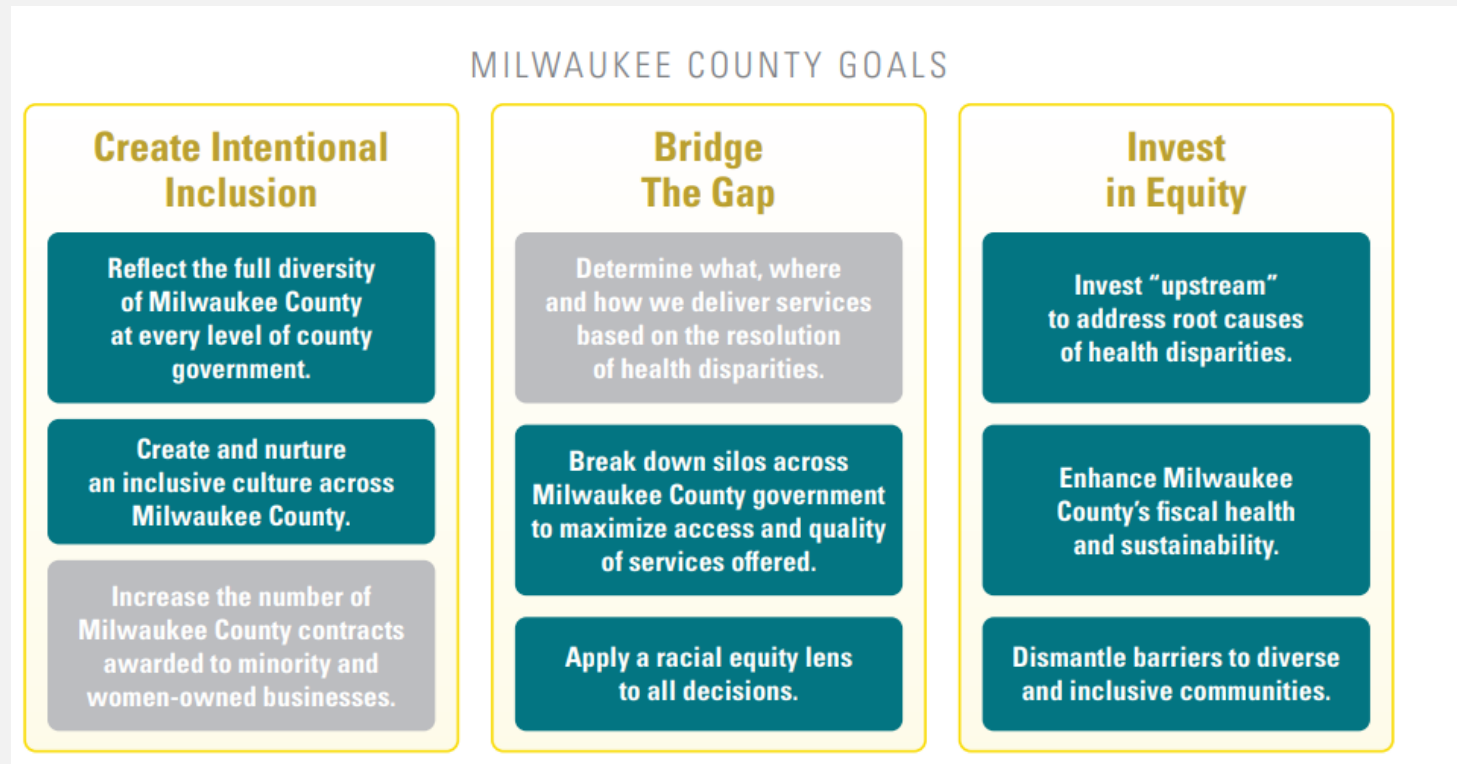 MILWAUKEE COUNTY GOALS
Create Intentional
Inclusion
Reflect the full diversity
of Milwaukee County
at every level of county
government.
Create and nurture
an inclusive culture across
Milwaukee County.
Increase the number of
Milwaukee County contracts
awarded to minority and
women-owned businesses.
Bridge
The Gap
Determine what, where
and how we deliver services
based on the resolution
of health disparities.
Break down silos across
Milwaukee County government
to maximize access and quality
of services offered.
Apply a racial equity lens
to all decisions.
Invest
in Equity
Invest “upstream”
to address root causes
of health disparities.
Enhance Milwaukee
County’s fiscal health
and sustainability.
Dismantle barriers to diverse
and inclusive communities.